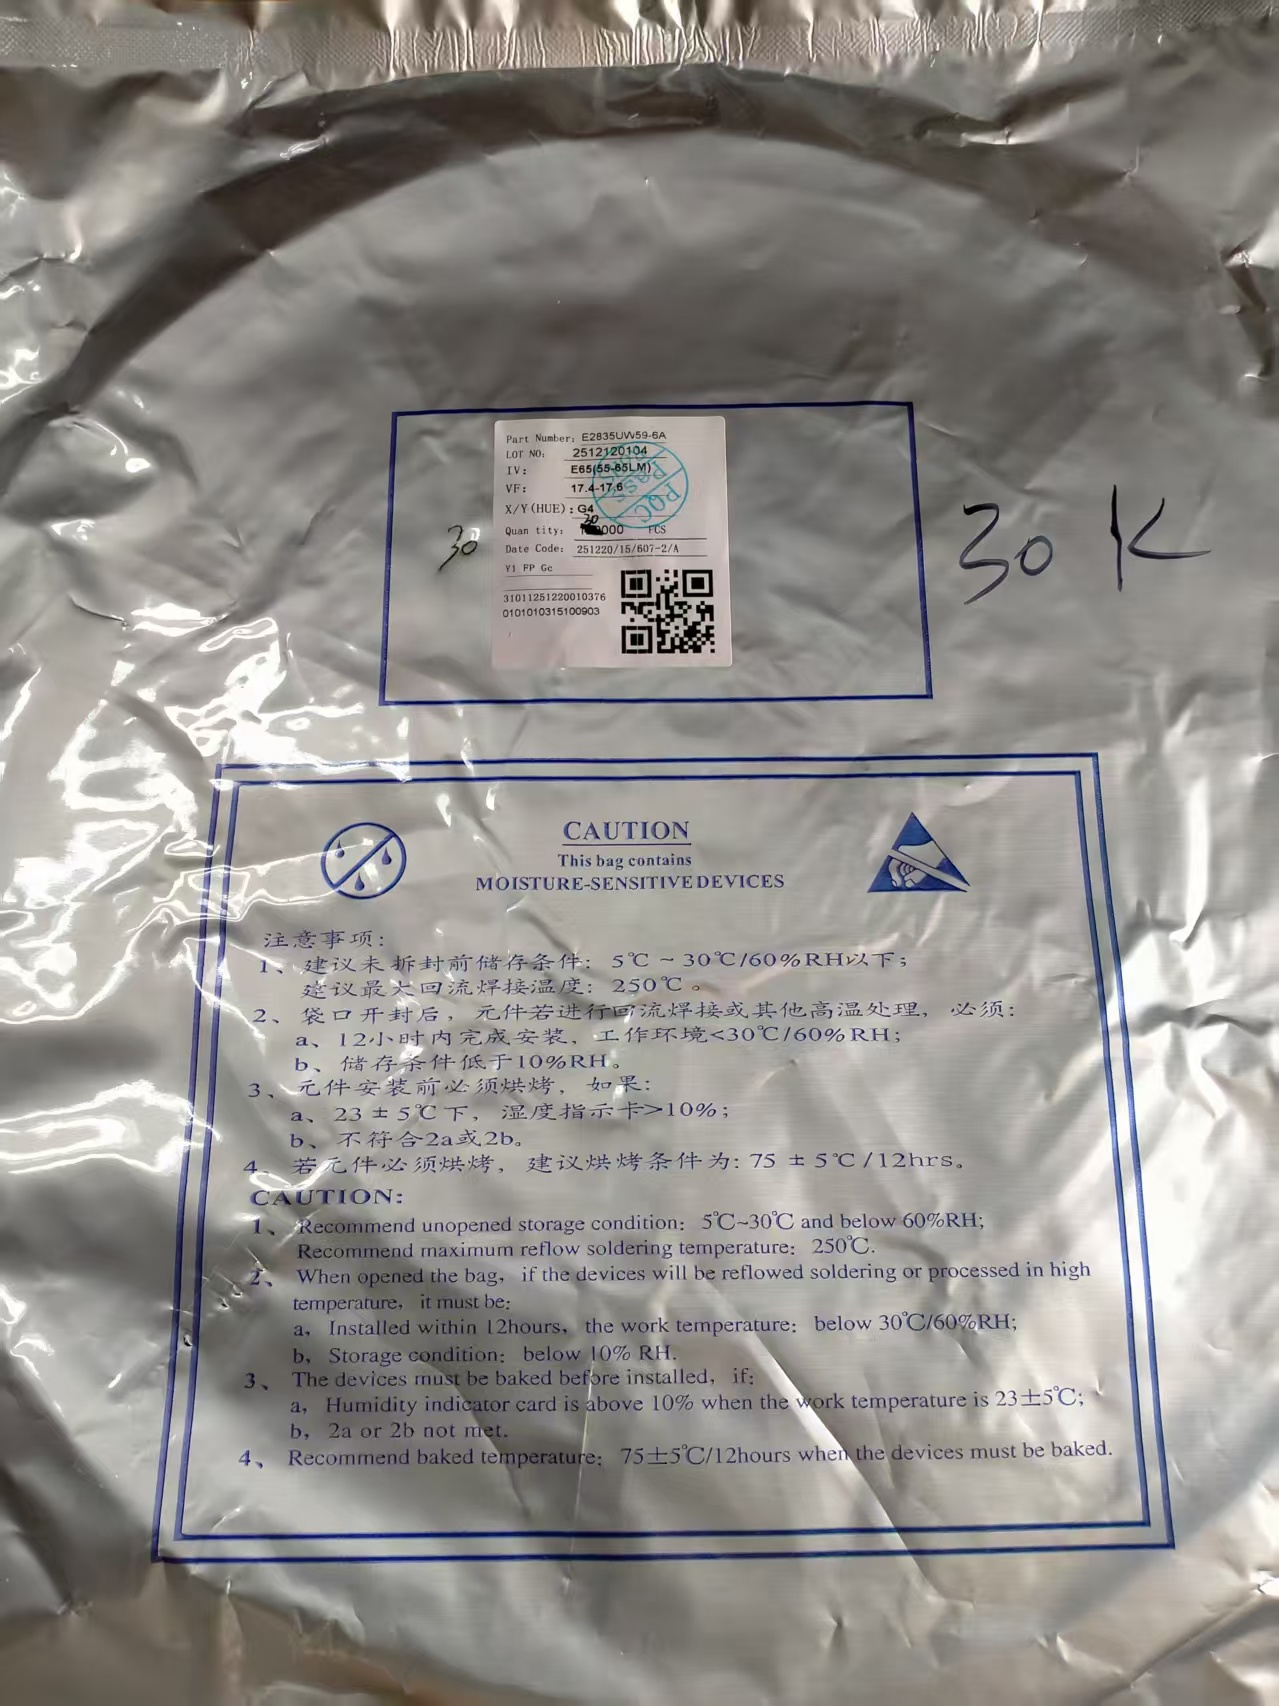 Part Number: E2835UW59-6A
LOT NO: 2512120104
IV: E65(55-65LM)
VF: 17.4-17.6
X/Y(HUE): G4
30
Quantity: 000 PCS
Date Code: 251220/15/607-2/A
Y1 FP Gc
31011251220010376
0101010315100903
PQC
Pass
30
30K
CAUTION
This bag contains
MOISTURE-SENSITIVE DEVICES
注意事项:
1、建议未拆封前储存条件: 5℃ ~ 30℃/60%RH以下;
建议最大回流焊接温度: 250℃。
2、袋口开封后, 元件若进行回流焊接或其他高温处理, 必须:
a、12小时内完成安装, 工作环境<30℃/60%RH;
b、储存条件低于10%RH。
3、元件安装前必须烘烤, 如果:
a、23 ± 5℃下, 湿度指示卡>10%;
b、不符合2a或2b。
4、若元件必须烘烤, 建议烘烤条件为: 75 ± 5℃/12hrs。
CAUTION:
1、Recommend unopened storage condition: 5℃~30℃ and below 60%RH;
Recommend maximum reflow soldering temperature: 250℃.
2、When opened the bag, if the devices will be reflowed soldering or processed in high
temperature, it must be:
a, Installed within 12hours, the work temperature: below 30℃/60%RH;
b, Storage condition: below 10% RH.
3、The devices must be baked before installed, if:
a, Humidity indicator card is above 10% when the work temperature is 23±5℃;
b, 2a or 2b not met.
4、Recommend baked temperature: 75±5℃/12hours when the devices must be baked.